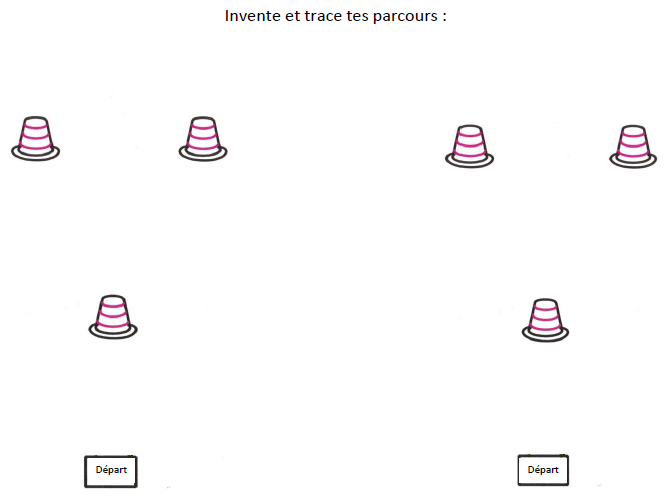 Invente et trace tes parcours :
Départ
Départ